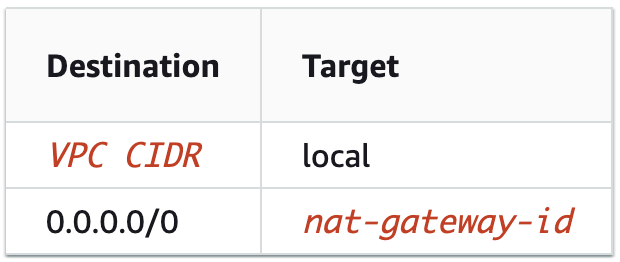 Destination Target
VPC CIDR local
0.0.0.0/0 nat-gateway-id